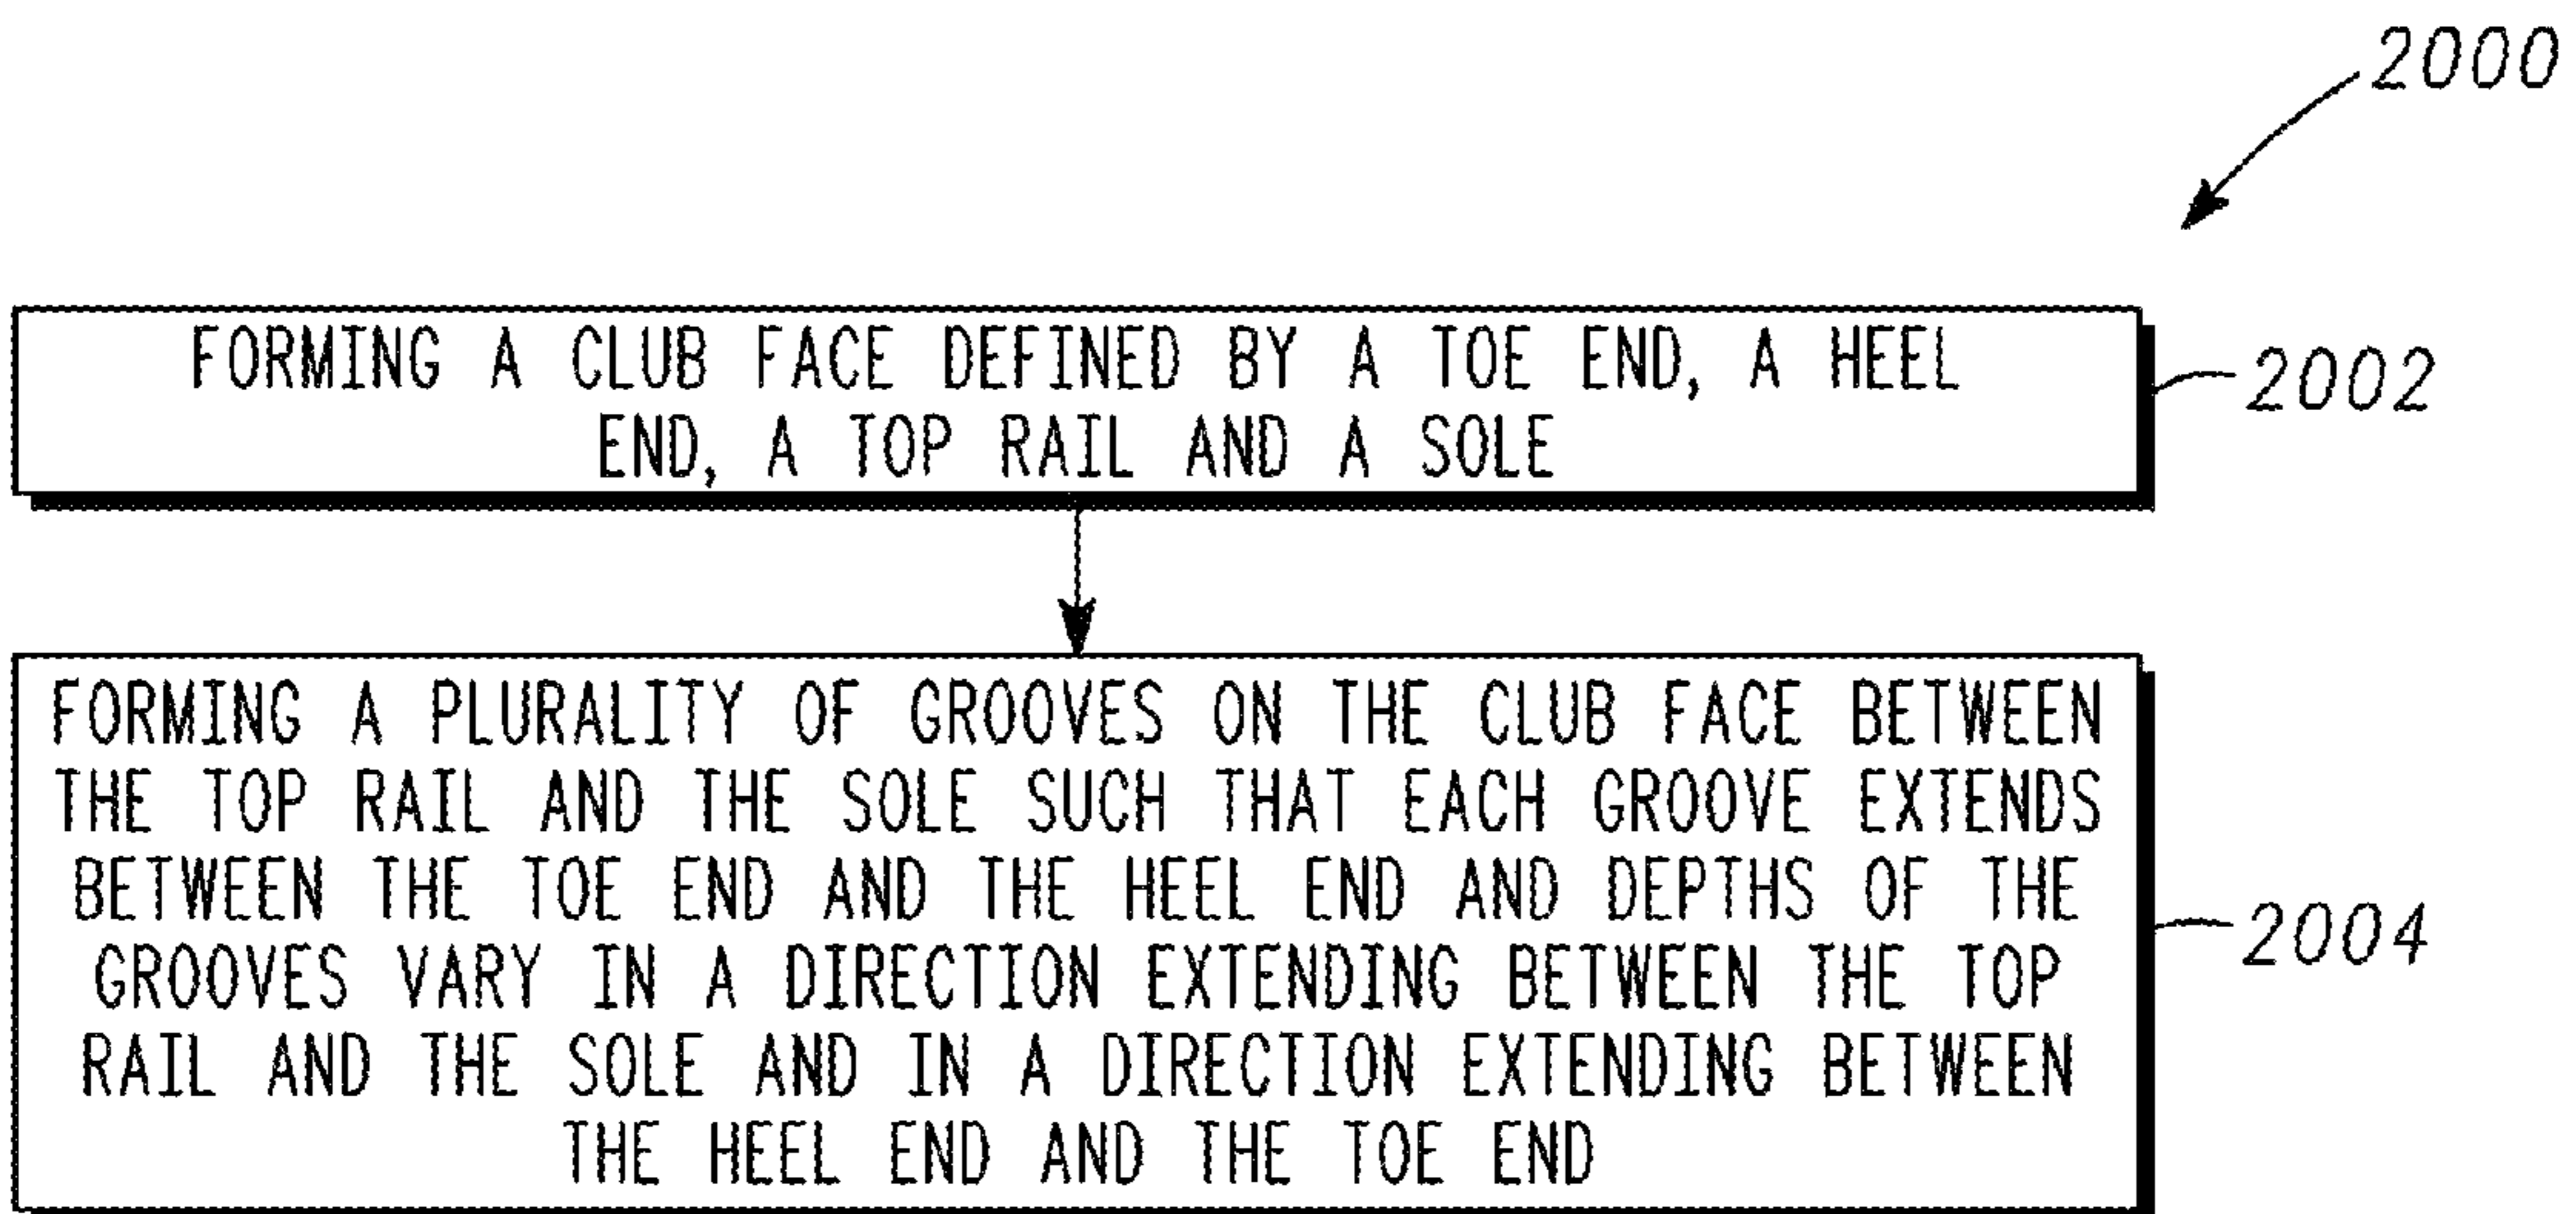 2000
FORMING A CLUB FACE DEFINED BY A TOE END, A HEEL
END, A TOP RAIL AND A SOLE
2002
FORMING A PLURALITY OF GROOVES ON THE CLUB FACE BETWEEN
THE TOP RAIL AND THE SOLE SUCH THAT EACH GROOVE EXTENDS
BETWEEN THE TOE END AND THE HEEL END AND DEPTHS OF THE
GROOVES VARY IN A DIRECTION EXTENDING BETWEEN THE TOP
RAIL AND THE SOLE AND IN A DIRECTION EXTENDING BETWEEN
THE HEEL END AND THE TOE END
2004